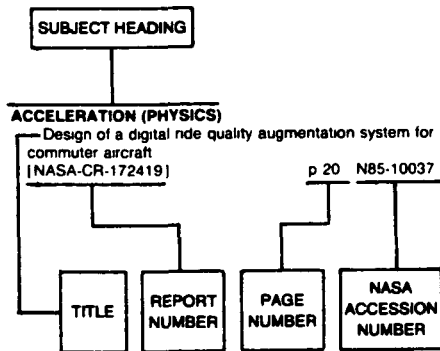 SUBJECT HEADING
ACCELERATION (PHYSICS)
Design of a digital ride quality augmentation system for
commuter aircraft
[NASA-CR-172419] p 20 N85-10037
TITLE
REPORT
NUMBER
PAGE
NUMBER
NASA
ACCESSION
NUMBER